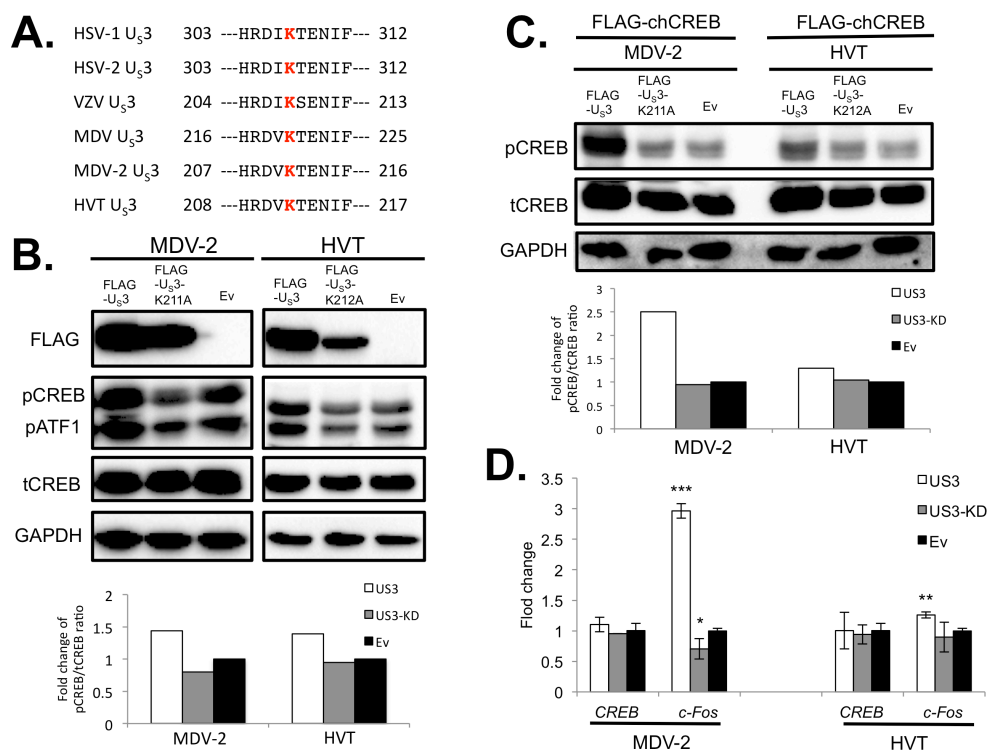 A.
HSV-1 US3 303 ---HRDIKTENIF--- 312
HSV-2 US3 303 ---HRDIKTENIF--- 312
VZV US3 204 ---HRDIKSENIF--- 213
MDV US3 216 ---HRDVKTENIF--- 225
MDV-2 US3 207 ---HRDVKTENIF--- 216
HVT US3 208 ---HRDVKTENIF--- 217
B.
MDV-2 HVT
FLAG
-US3
FLAG
-US3-
K211A
Ev
FLAG
-US3
FLAG
-US3-
K212A
Ev
FLAG
pCREB
pATF1
tCREB
GAPDH
Fold change of
pCREB/tCREB ratio
2
1.5
1
0.5
0
US3
US3-KD
Ev
MDV-2 HVT
C.
FLAG-chCREB FLAG-chCREB
MDV-2 HVT
FLAG
-US3
FLAG
-US3-
K211A
Ev
FLAG
-US3
FLAG
-US3-
K212A
Ev
pCREB
tCREB
GAPDH
Fold change of
pCREB/tCREB ratio
3
2.5
2
1.5
1
0.5
0
US3
US3-KD
Ev
MDV-2 HVT
D.
Flod change
3.5
3
2.5
2
1.5
1
0.5
0
***
*
**
US3
US3-KD
Ev
CREB c-Fos CREB c-Fos
MDV-2 HVT